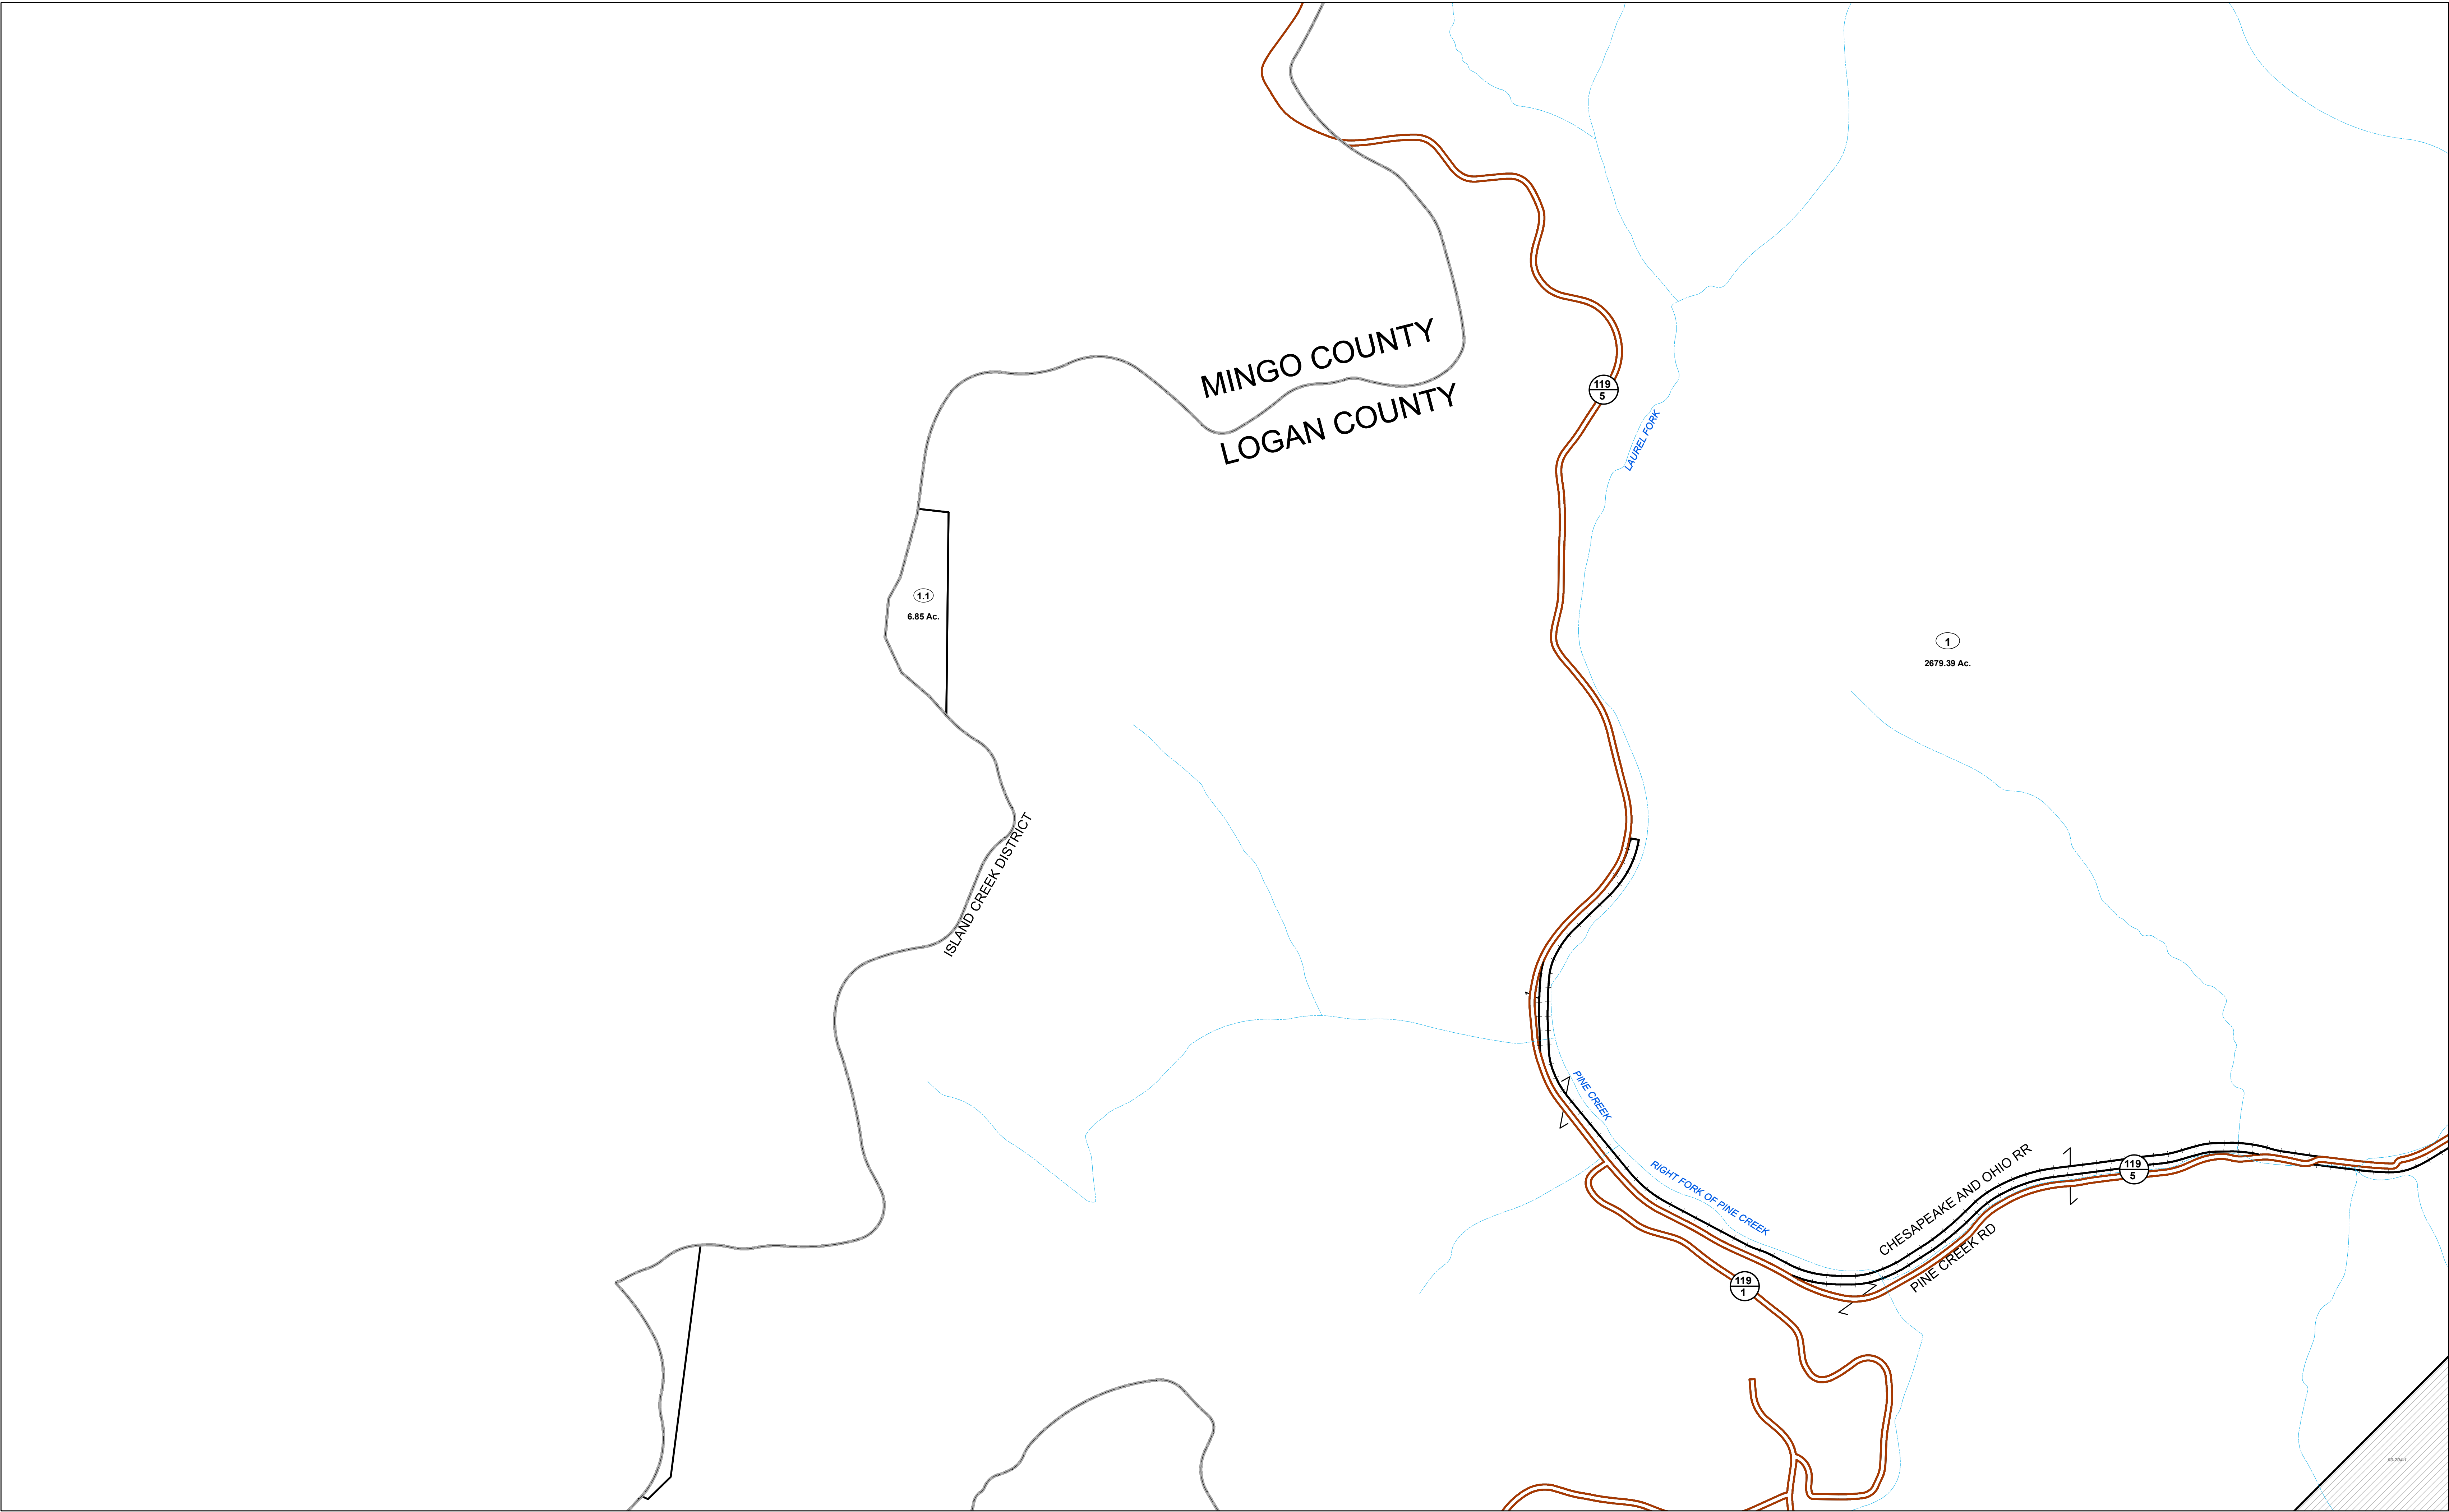 MINGO COUNTY
LOGAN COUNTY
119
5
LAUREL FORK
1.1
6.85 Ac.
1
2679.39 Ac.
ISLAND CREEK DISTRICT
PINE CREEK
RIGHT FORK OF PINE CREEK
CHESAPEAKE AND OHIO RR
PINE CREEK RD
119
5
119
1